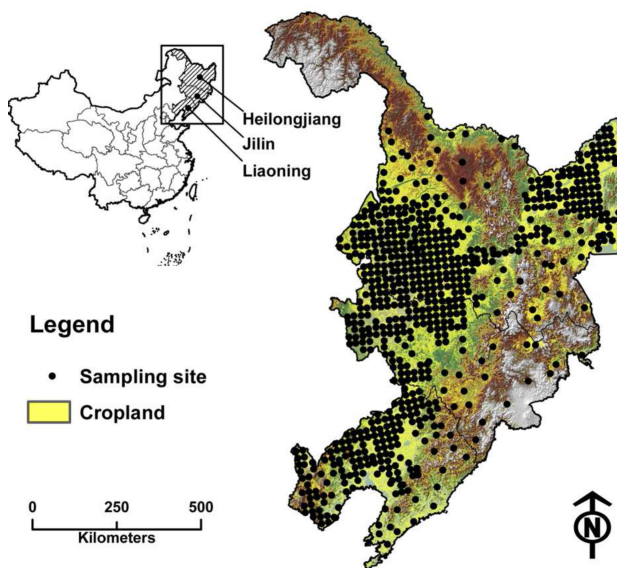 Heilongjiang
Jilin
Liaoning
Legend
Sampling site
Cropland
0 250 500
Kilometers
N